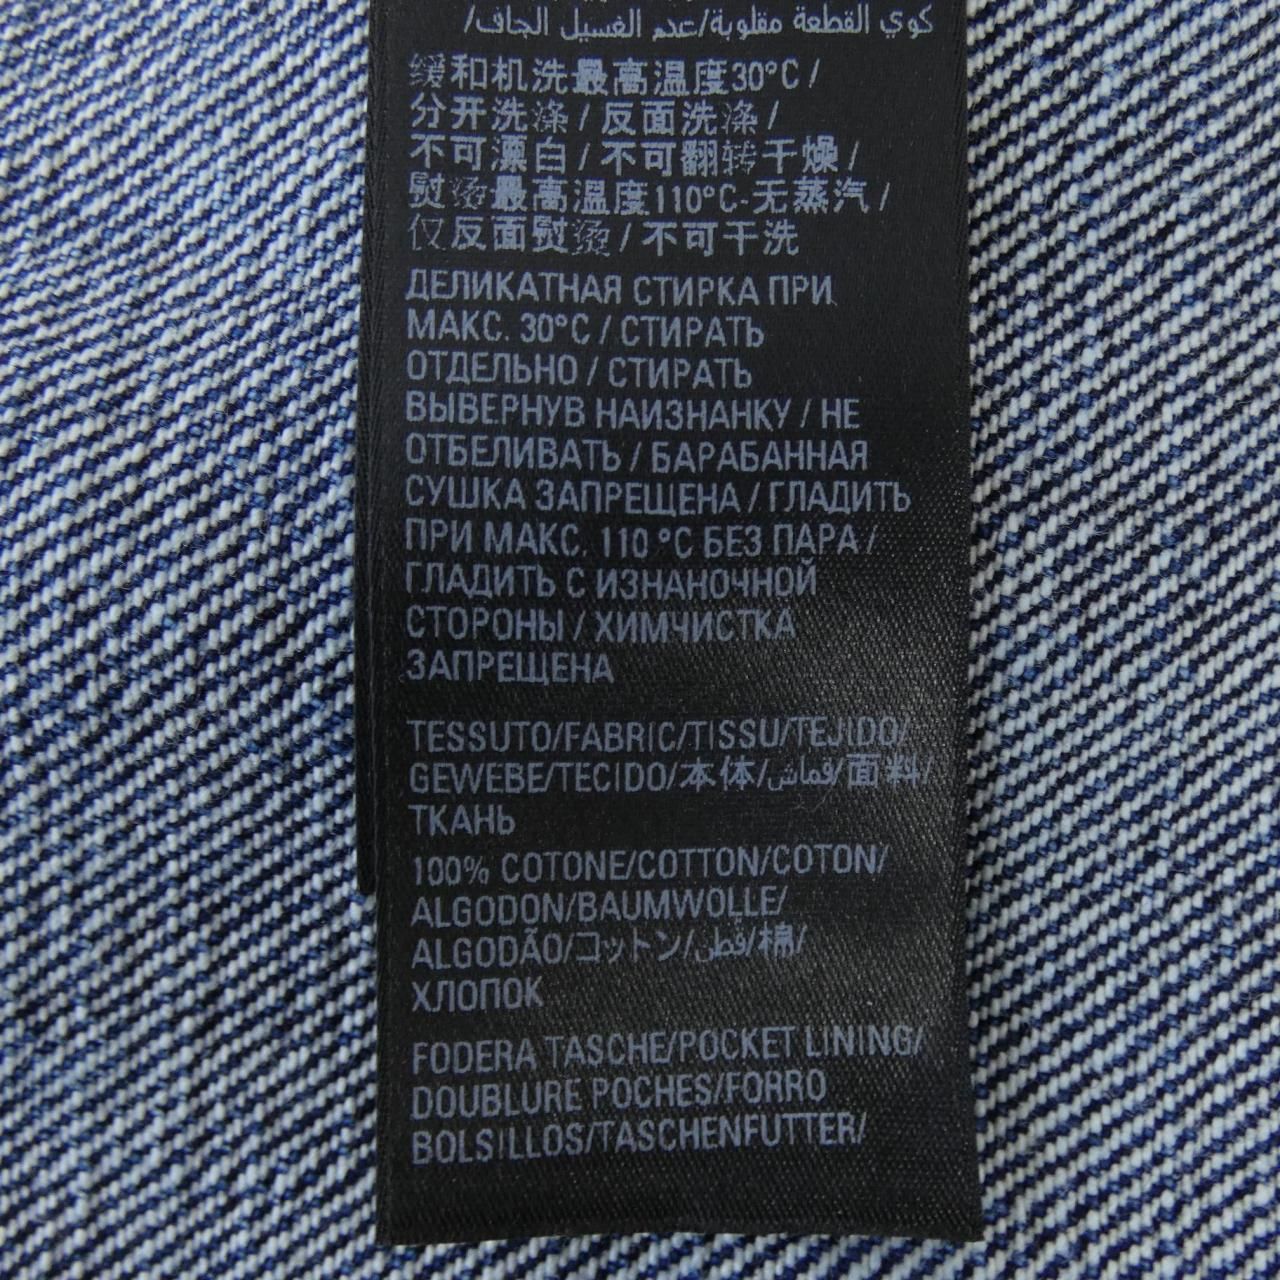 كوي القطعة مقلوبة/عدم الغسيل الجاف/
缓和机洗最高温度30°C /
分开洗涤 / 反面洗涤 /
不可漂白 / 不可翻转干燥 /
熨烫最高温度110°C-无蒸汽 /
仅反面熨烫 / 不可干洗
ДЕЛИКАТНАЯ СТИРКА ПРИ
МАКС. 30°C / СТИРАТЬ
ОТДЕЛЬНО / СТИРАТЬ
ВЫВЕРНУВ НАИЗНАНКУ / НЕ
ОТБЕЛИВАТЬ / БАРАБАННАЯ
СУШКА ЗАПРЕЩЕНА / ГЛАДИТЬ
ПРИ МАКС. 110 °C БЕЗ ПАРА /
ГЛАДИТЬ С ИЗНАНОЧНОЙ
СТОРОНЫ / ХИМЧИСТКА
ЗАПРЕЩЕНА
TESSUTO/FABRIC/TISSU/TEJIDO/
GEWEBE/TECIDO/本体/قماش/面料/
ТКАНЬ
100% COTONE/COTTON/COTON/
ALGODON/BAUMWOLLE/
ALGODÃO/コットン/قطن/棉/
ХЛОПОК
FODERA TASCHE/POCKET LINING/
DOUBLURE POCHES/FORRO
BOLSILLOS/TASCHENFUTTER/